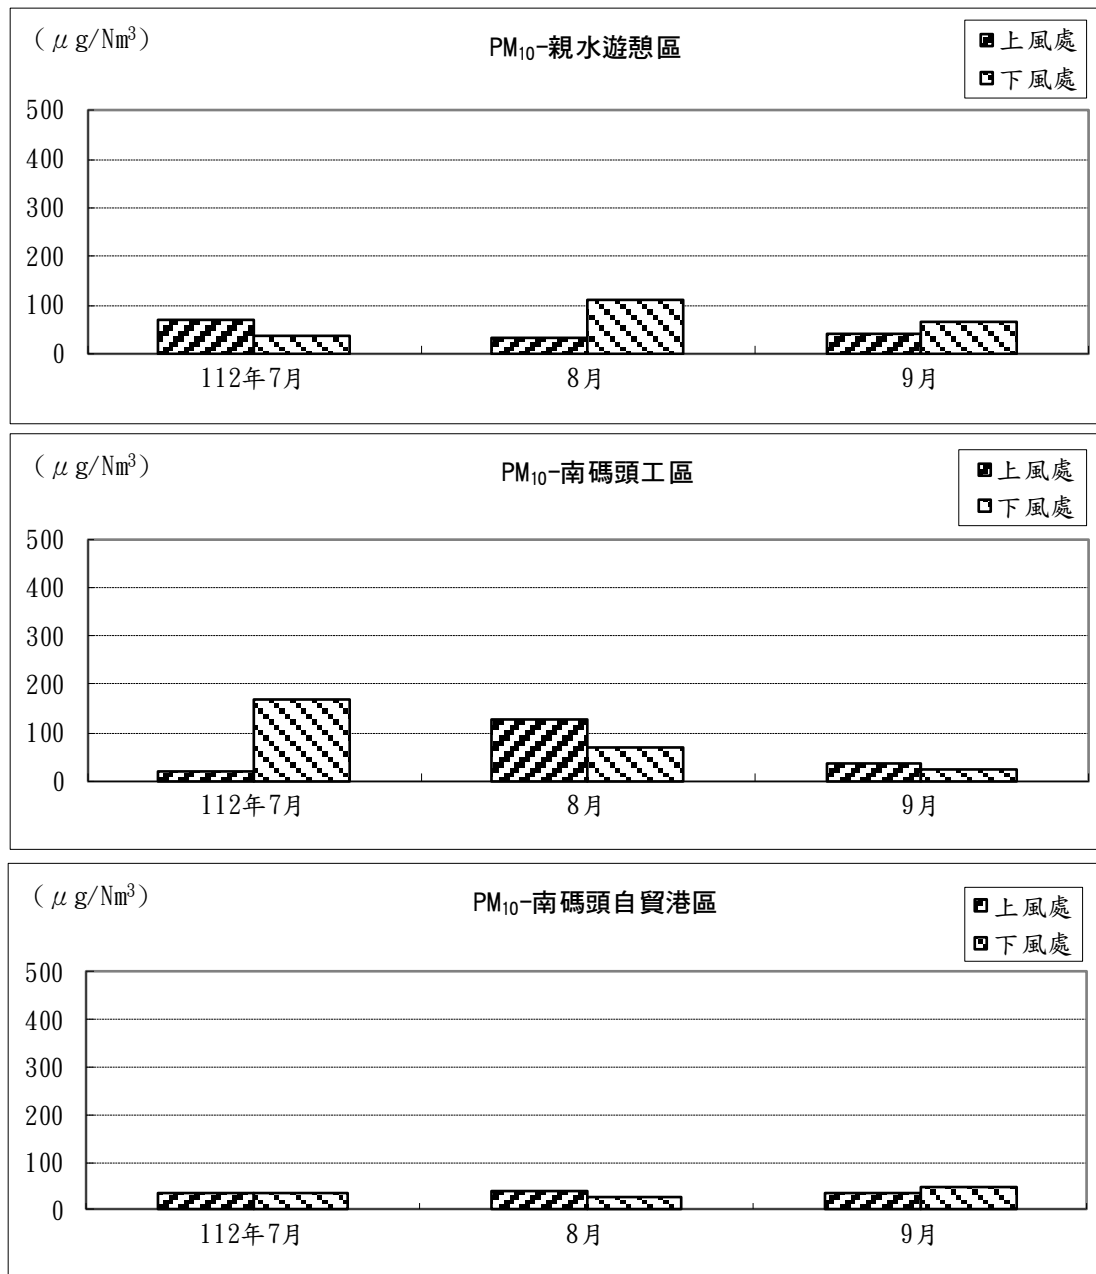 （μg/Nm³）
PM₁₀-親水遊憩區
上風處
下風處
500
400
300
200
100
0
112年7月 8月 9月
（μg/Nm³）
PM₁₀-南碼頭工區
上風處
下風處
500
400
300
200
100
0
112年7月 8月 9月
（μg/Nm³）
PM₁₀-南碼頭自貿港區
上風處
下風處
500
400
300
200
100
0
112年7月 8月 9月